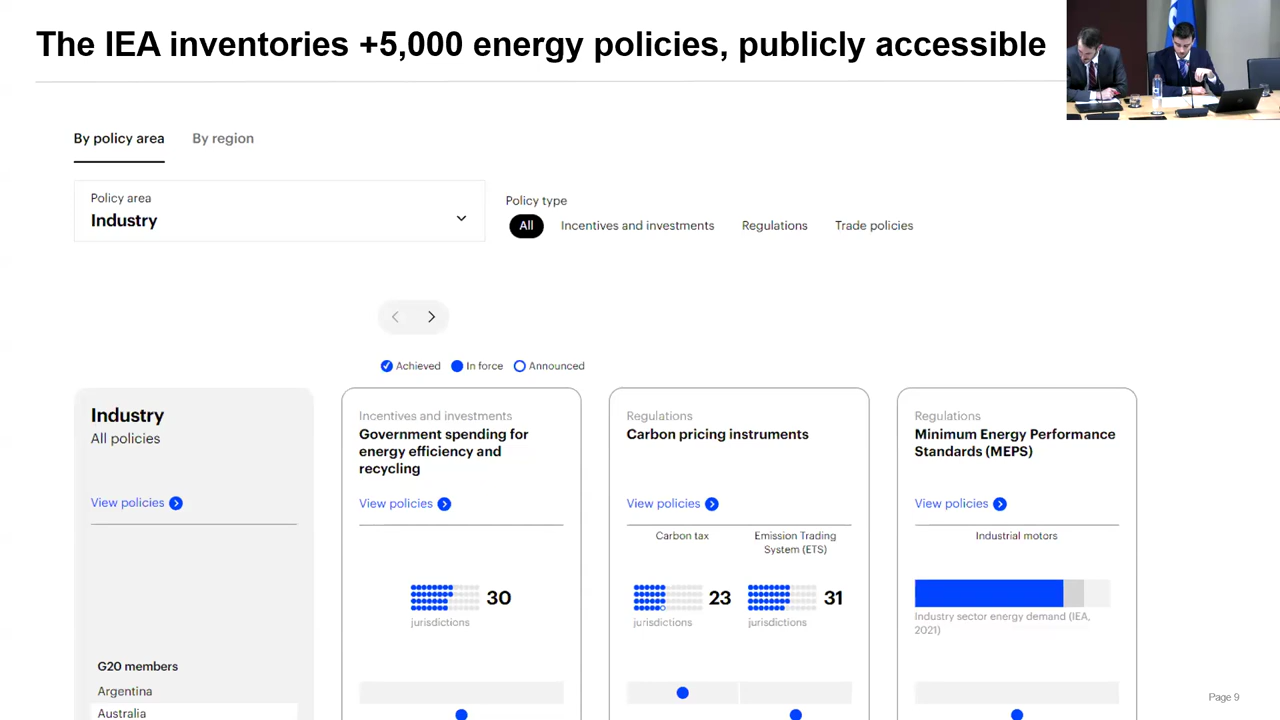 The IEA inventories +5,000 energy policies, publicly accessible
By policy area
By region
Policy area
Industry
Policy type
All
Incentives and investments
Regulations
Trade policies
Achieved
In force
Announced
Industry
All policies
View policies
G20 members
Argentina
Australia
Incentives and investments
Government spending for
energy efficiency and
recycling
View policies
30
jurisdictions
Regulations
Carbon pricing instruments
View policies
Carbon tax
Emission Trading
System (ETS)
23
jurisdictions
31
jurisdictions
Regulations
Minimum Energy Performance
Standards (MEPS)
View policies
Industrial motors
Industry sector energy demand (IEA,
2021)
Page 9